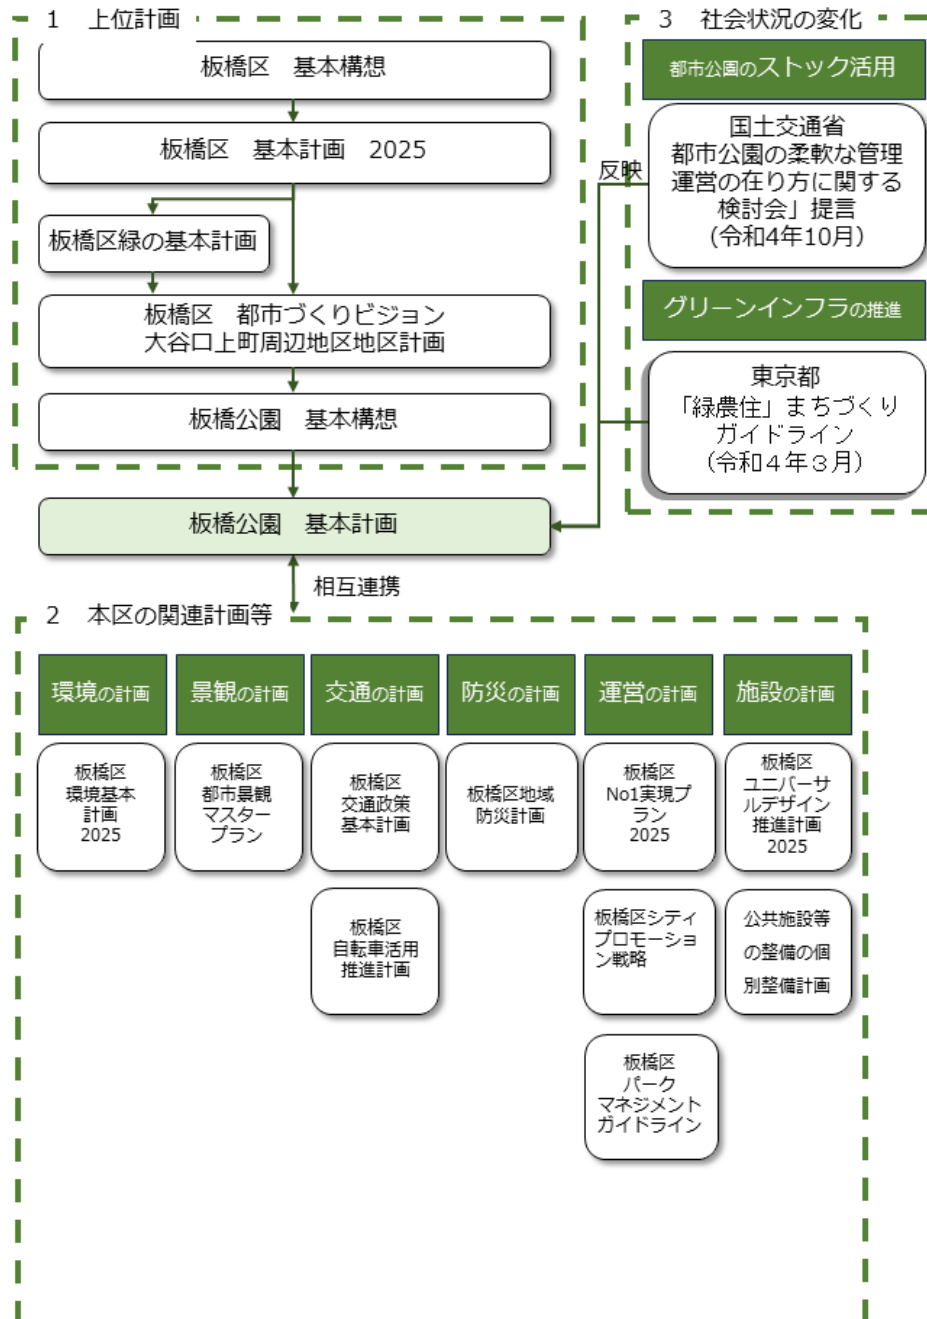 1 上位計画
板橋区 基本構想
板橋区 基本計画 2025
板橋区緑の基本計画
板橋区 都市づくりビジョン
大谷口上町周辺地区地区計画
板橋公園 基本構想
板橋公園 基本計画
反映
3 社会状況の変化
都市公園のストック活用
国土交通省
都市公園の柔軟な管理
運営の在り方に関する
検討会」提言
(令和4年10月)
グリーンインフラの推進
東京都
「緑農住」まちづくり
ガイドライン
(令和４年３月)
相互連携
2 本区の関連計画等
環境の計画
板橋区
環境基本
計画
2025
景観の計画
板橋区
都市景観
マスター
プラン
交通の計画
板橋区
交通政策
基本計画
板橋区
自転車活用
推進計画
防災の計画
板橋区地域
防災計画
運営の計画
板橋区
No1実現プ
ラン
2025
板橋区シティ
プロモーショ
ン戦略
板橋区
パーク
マネジメント
ガイドライン
施設の計画
板橋区
ユニバーサ
ルデザイン
推進計画
2025
公共施設等
の整備の個
別整備計画